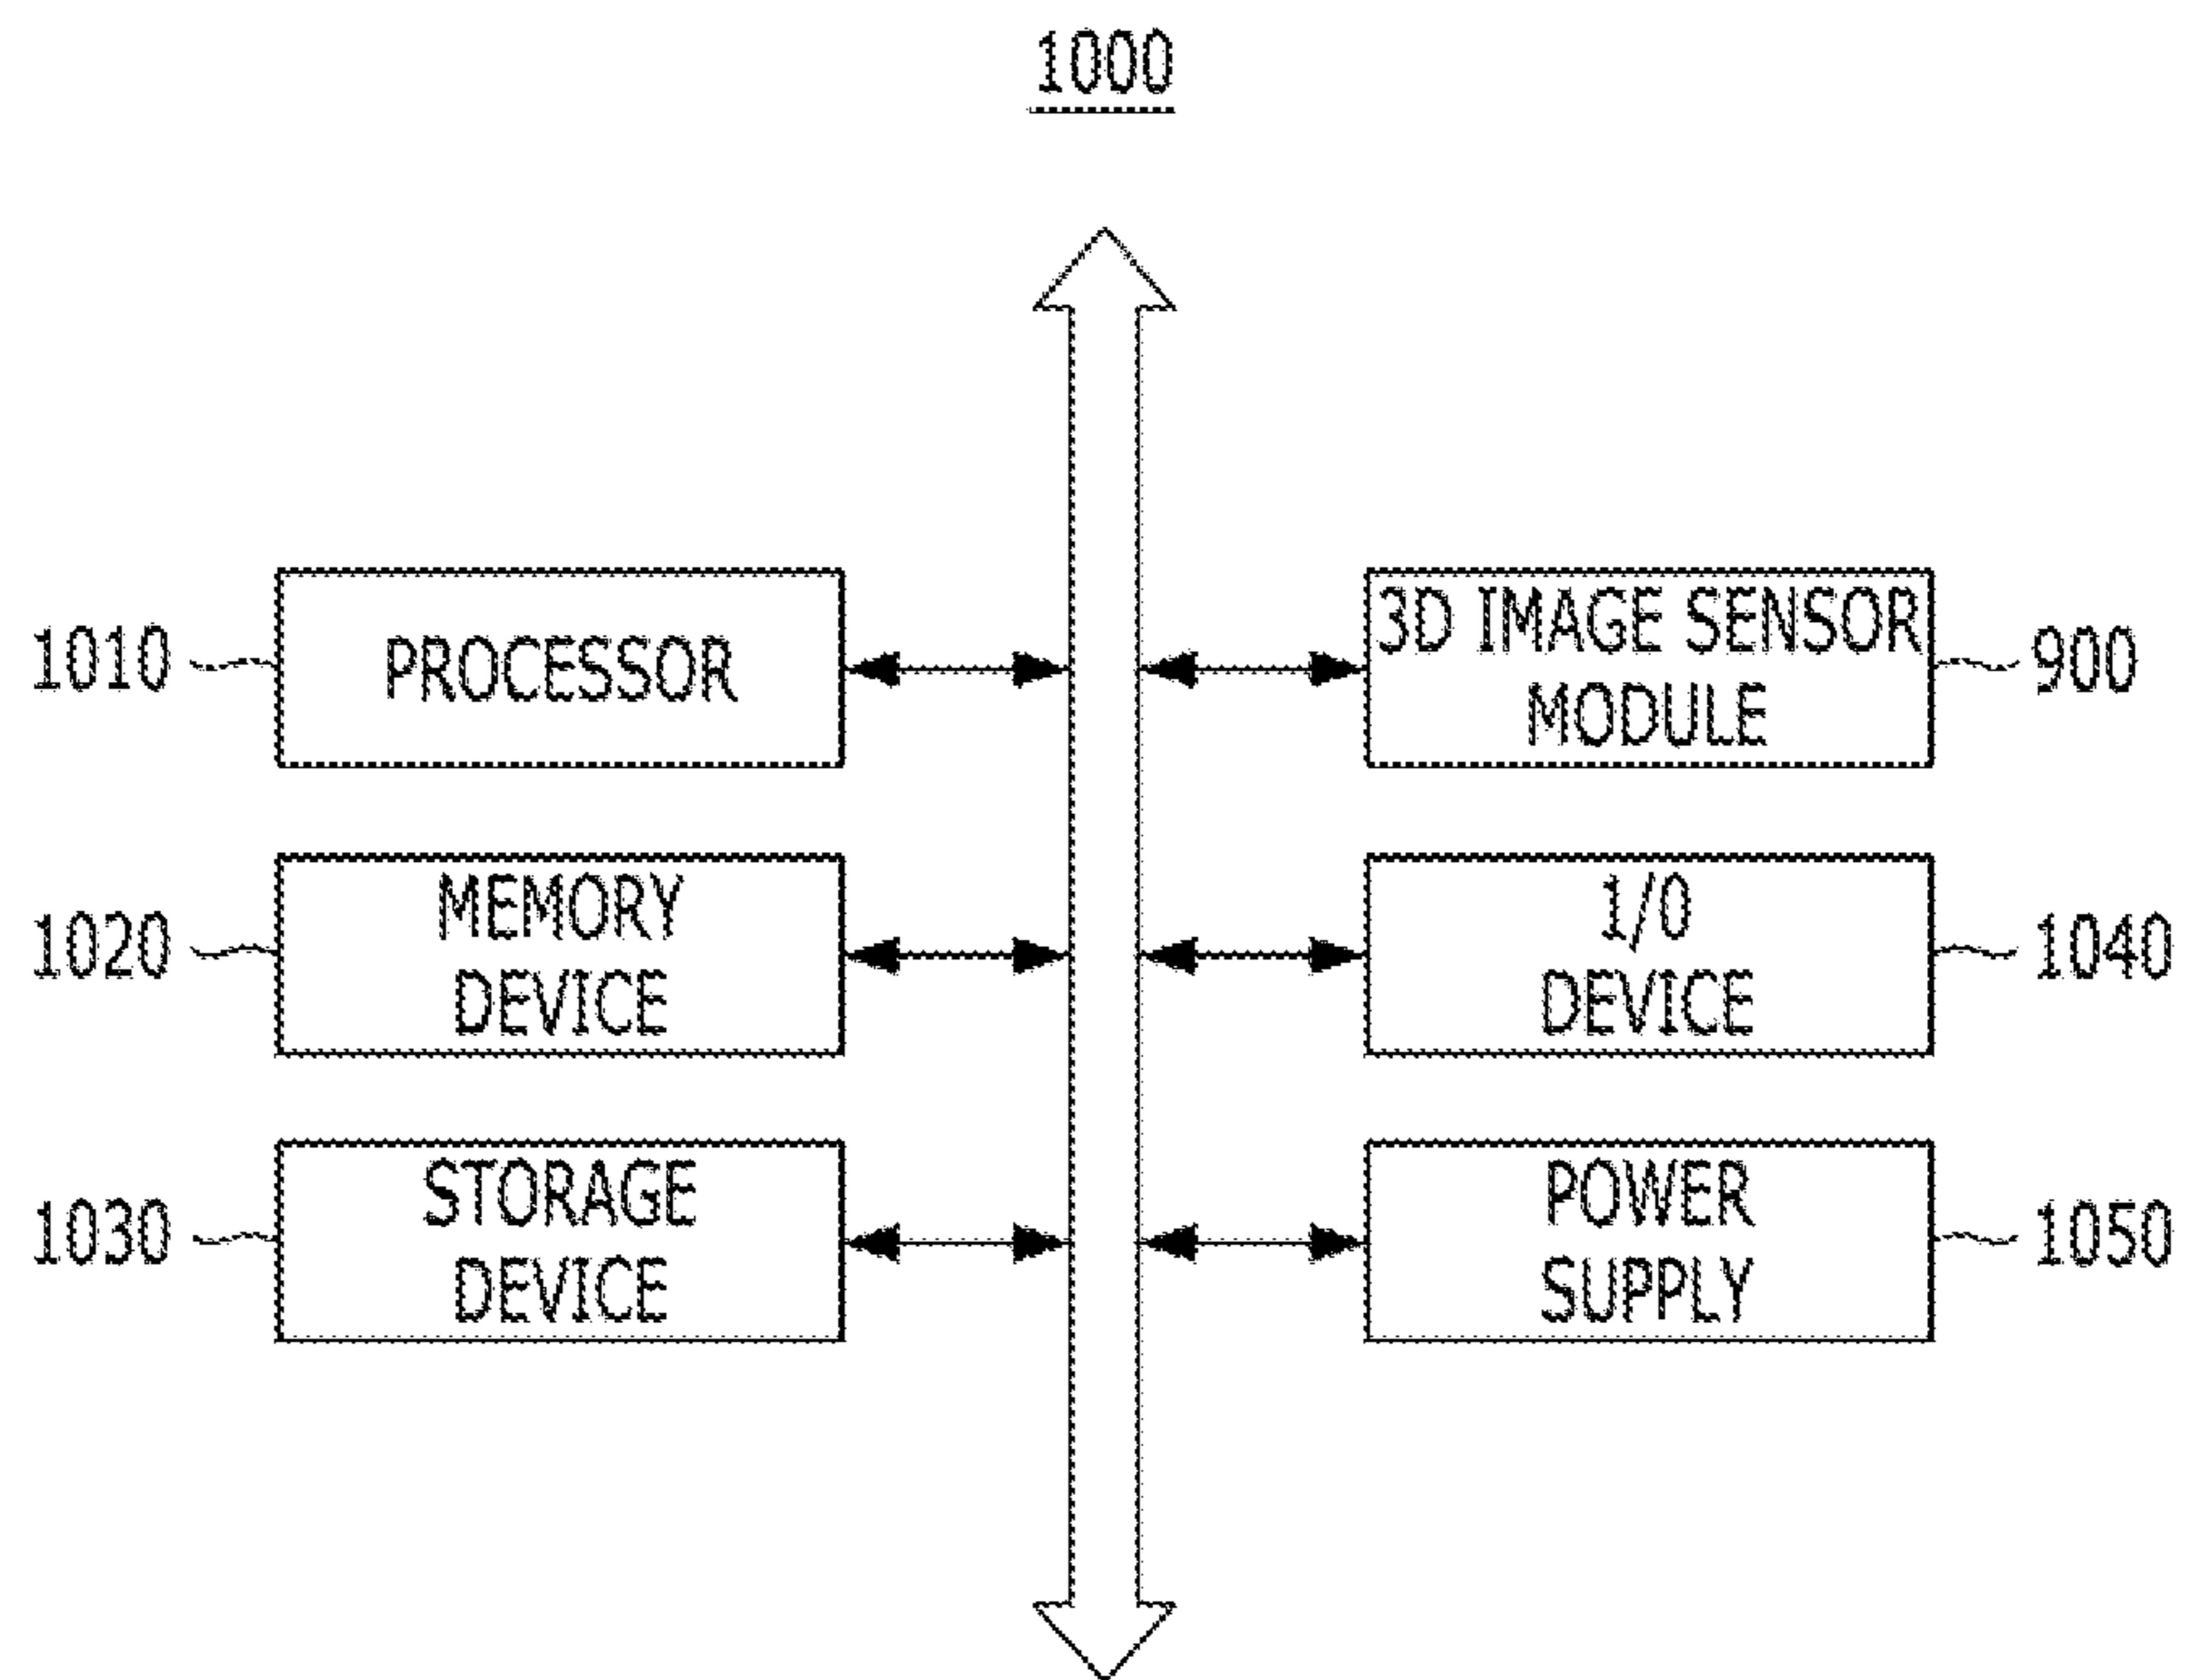 1000
1010
PROCESSOR
3D IMAGE SENSOR
MODULE
900
1020
MEMORY
DEVICE
1/0
DEVICE
1040
1030
STORAGE
DEVICE
POWER
SUPPLY
1050